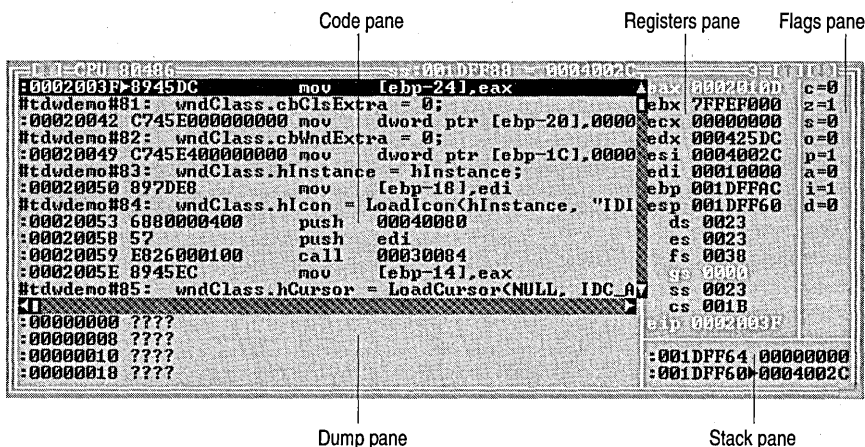 Code pane
Registers pane
Flags pane
CPU 80486
ss:001DFF88 = 0004002C
:0002003F▶8945DC mov [ebp-24],eax
#tdwdemo#81: wndClass.cbClsExtra = 0;
:00020042 C745E000000000 mov dword ptr [ebp-20],0000
#tdwdemo#82: wndClass.cbWndExtra = 0;
:00020049 C745E400000000 mov dword ptr [ebp-1C],0000
#tdwdemo#83: wndClass.hInstance = hInstance;
:00020050 897DE8 mov [ebp-18],edi
#tdwdemo#84: wndClass.hIcon = LoadIcon(hInstance, "IDI
:00020053 6880000400 push 00040080
:00020058 57 push edi
:00020059 E826000100 call 00030084
:0002005E 8945EC mov [ebp-14],eax
#tdwdemo#85: wndClass.hCursor = LoadCursor(NULL, IDC_A
:00000000 ????
:00000008 ????
:00000010 ????
:00000018 ????
eax 0002010D
ebx 7FFEF000
ecx 00000000
edx 000425DC
esi 0004002C
edi 00010000
ebp 001DFFAC
esp 001DFF60
ds 0023
es 0023
fs 0038
gs 0000
ss 0023
cs 001B
eip 0002003F
c=0
z=1
s=0
o=0
p=1
a=0
i=1
d=0
:001DFF64 00000000
:001DFF60▶0004002C
Dump pane
Stack pane